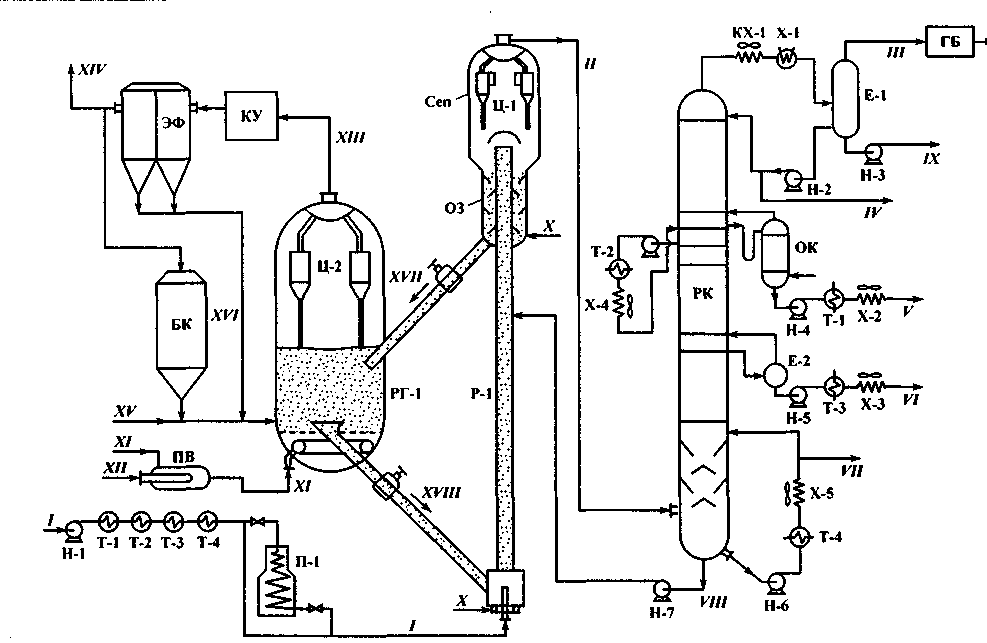 КХ-1 Х-1
III
ГБ
XIV
II
Сеп
Ц-1
Е-1
ЭФ
КУ
XIII
IX
Н-3
Н-2
IV
ОЗ
X
Т-2
ОК
Ц-2
XVII
РК
Х-4
БК
XVI
Н-4
Т-1
Х-2
V
Е-2
РГ-1
Р-1
Н-5
Т-3
Х-3
VI
XV
XI
ПВ
XII
XI
XVIII
VII
Х-5
I
Н-1
Т-1
Т-2
Т-3
Т-4
П-1
Т-4
X
I
Н-7
VIII
Н-6